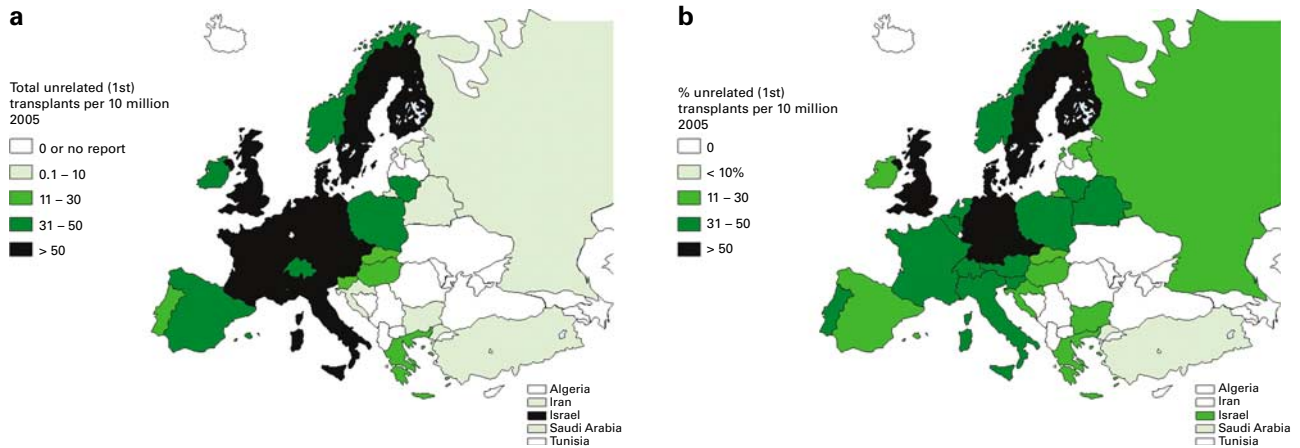 a
Total unrelated (1st)
transplants per 10 million
2005
0 or no report
0.1 – 10
11 – 30
31 – 50
> 50
Algeria
Iran
Israel
Saudi Arabia
Tunisia
b
% unrelated (1st)
transplants per 10 million
2005
0
< 10%
11 – 30
31 – 50
> 50
Algeria
Iran
Israel
Saudi Arabia
Tunisia